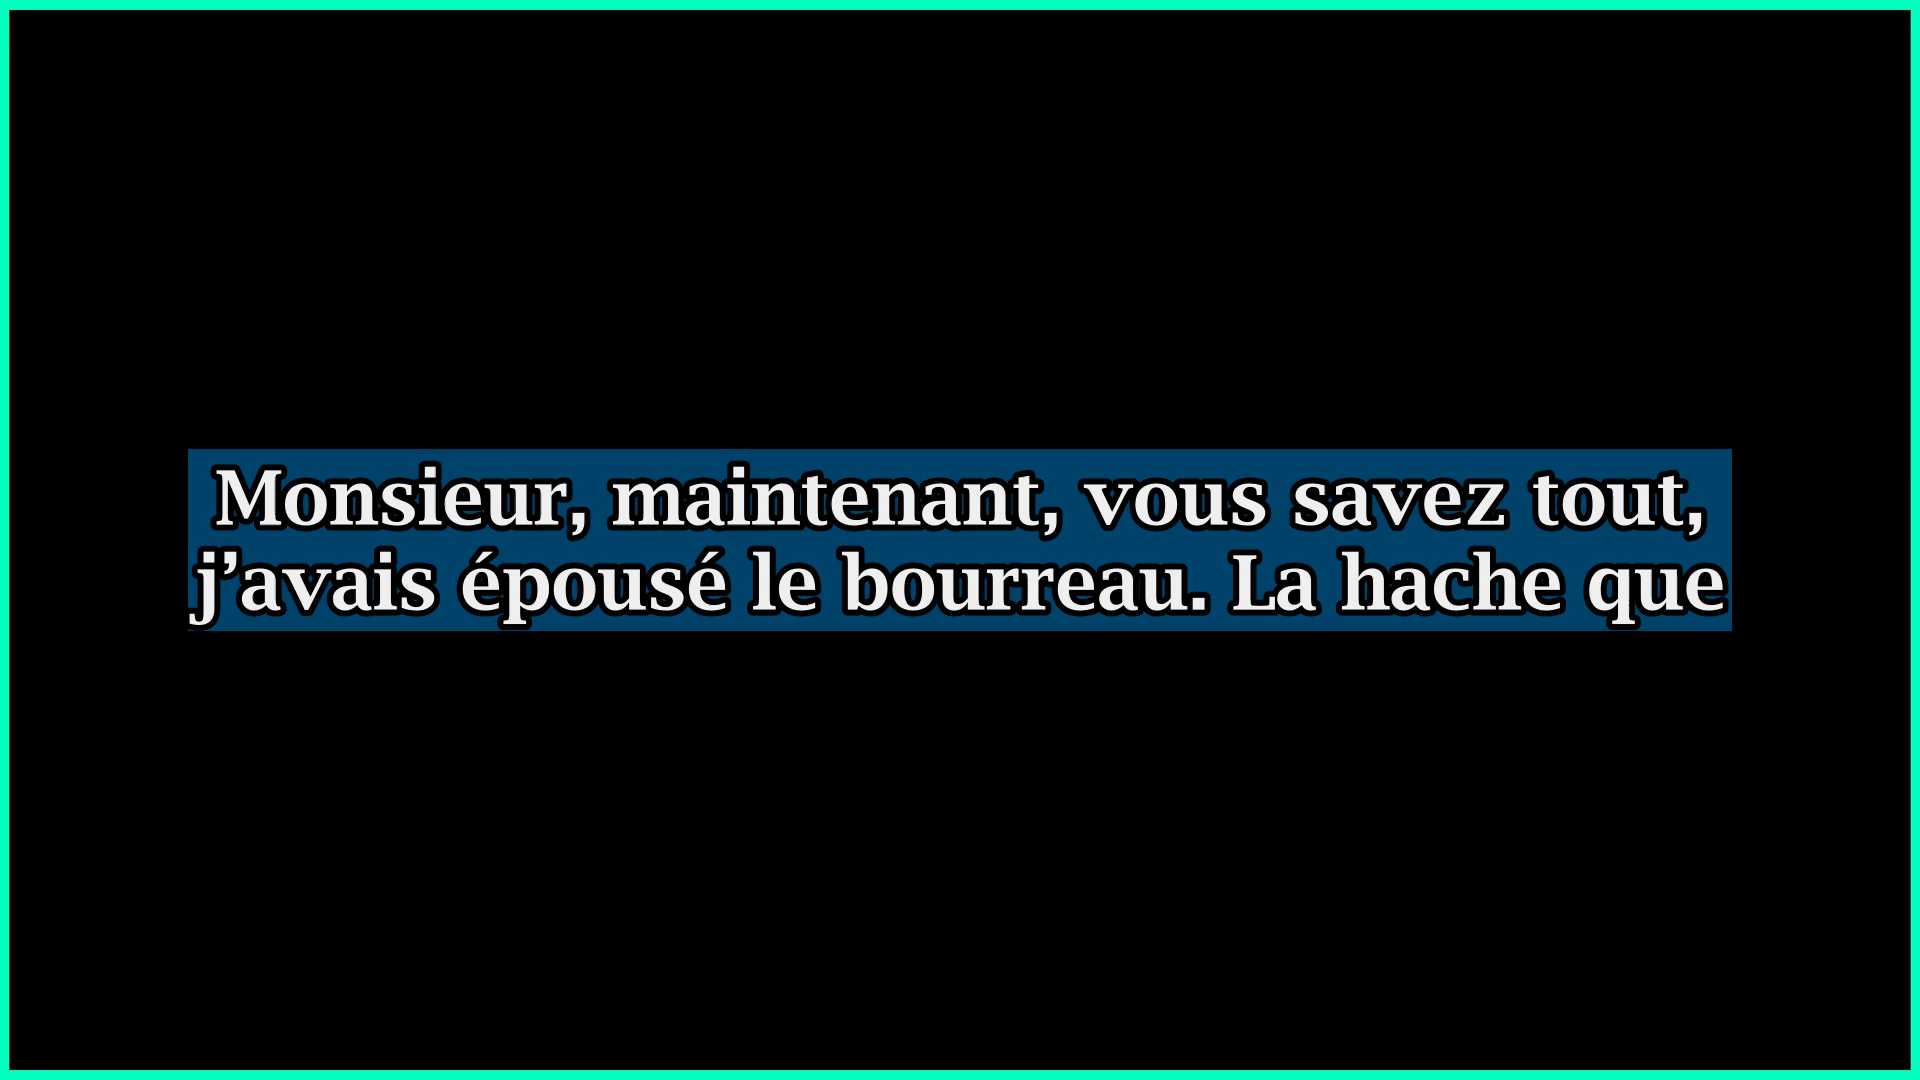 Monsieur, maintenant, vous savez tout,
j’avais épousé le bourreau. La hache que